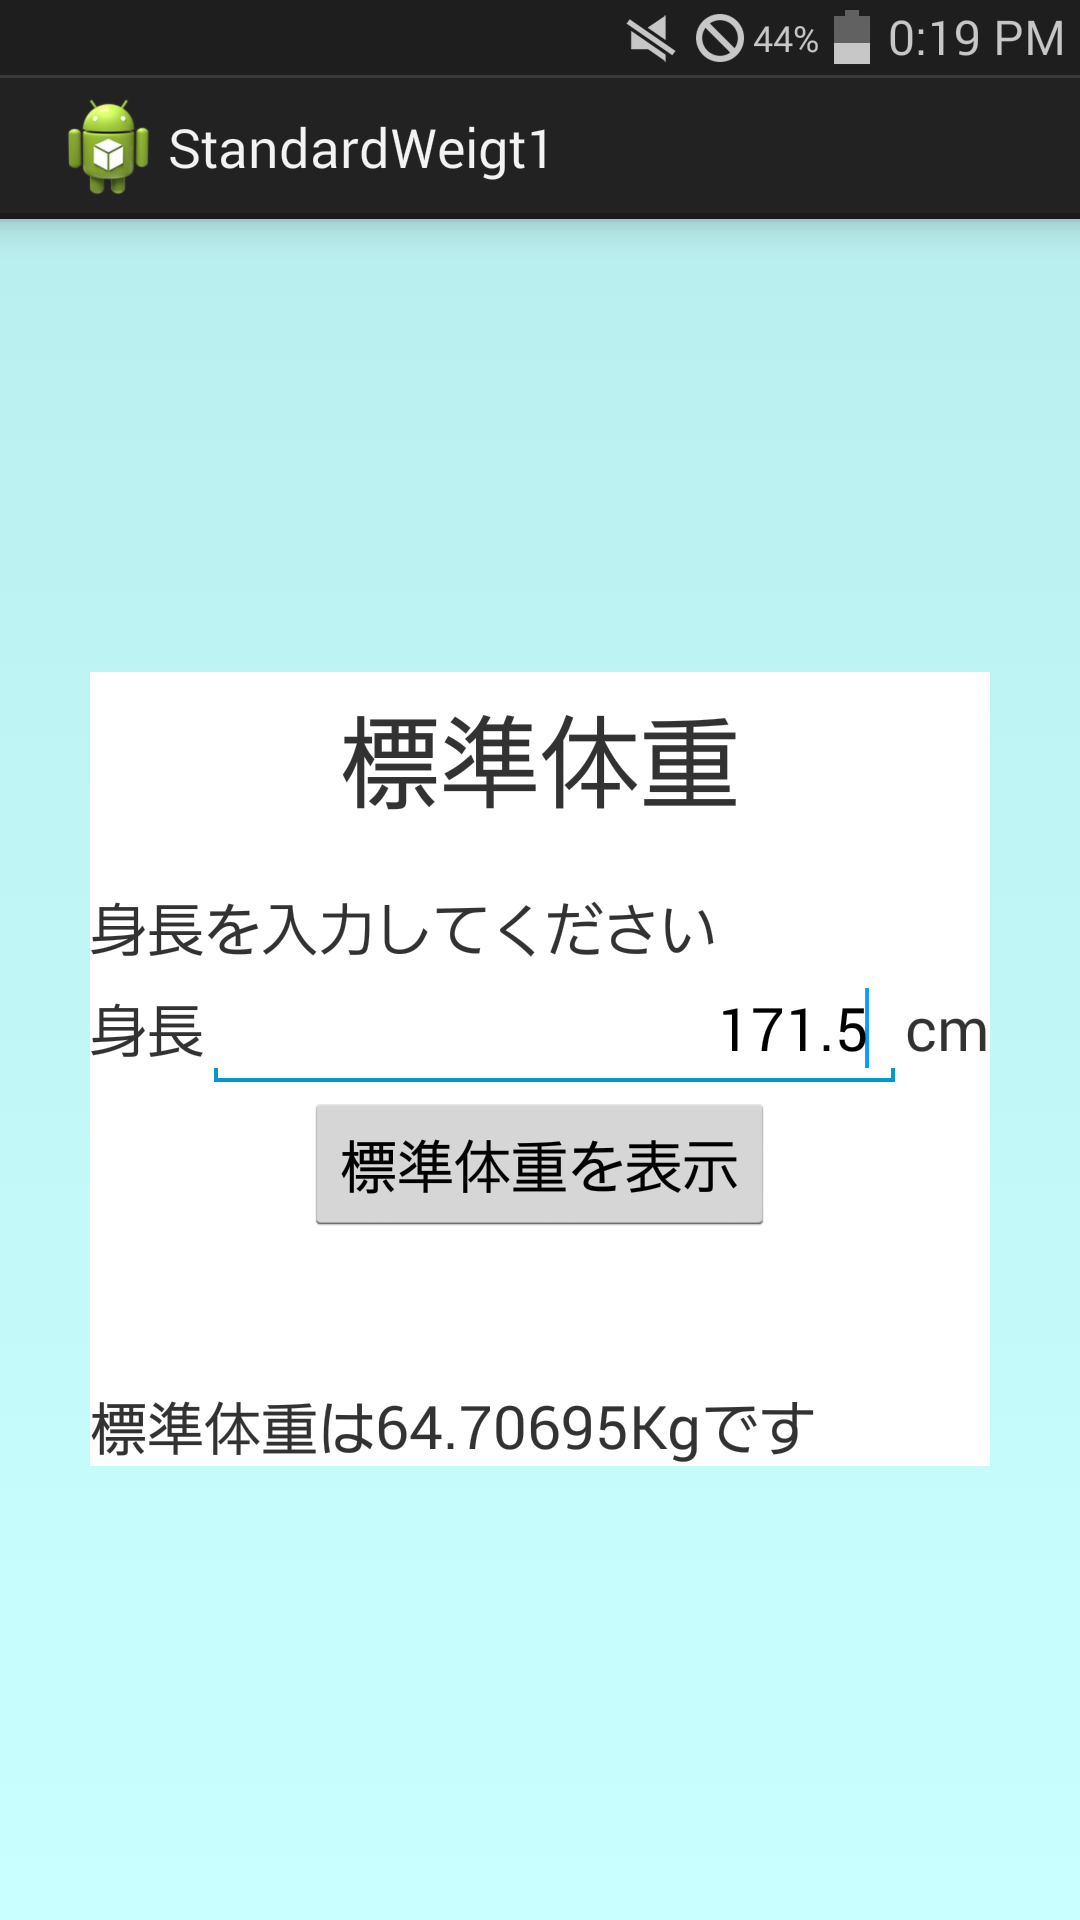 44% 0:19 PM
StandardWeigt1
標準体重
身長を入力してください
身長 171.5 cm
標準体重を表示
標準体重は64.70695Kgです